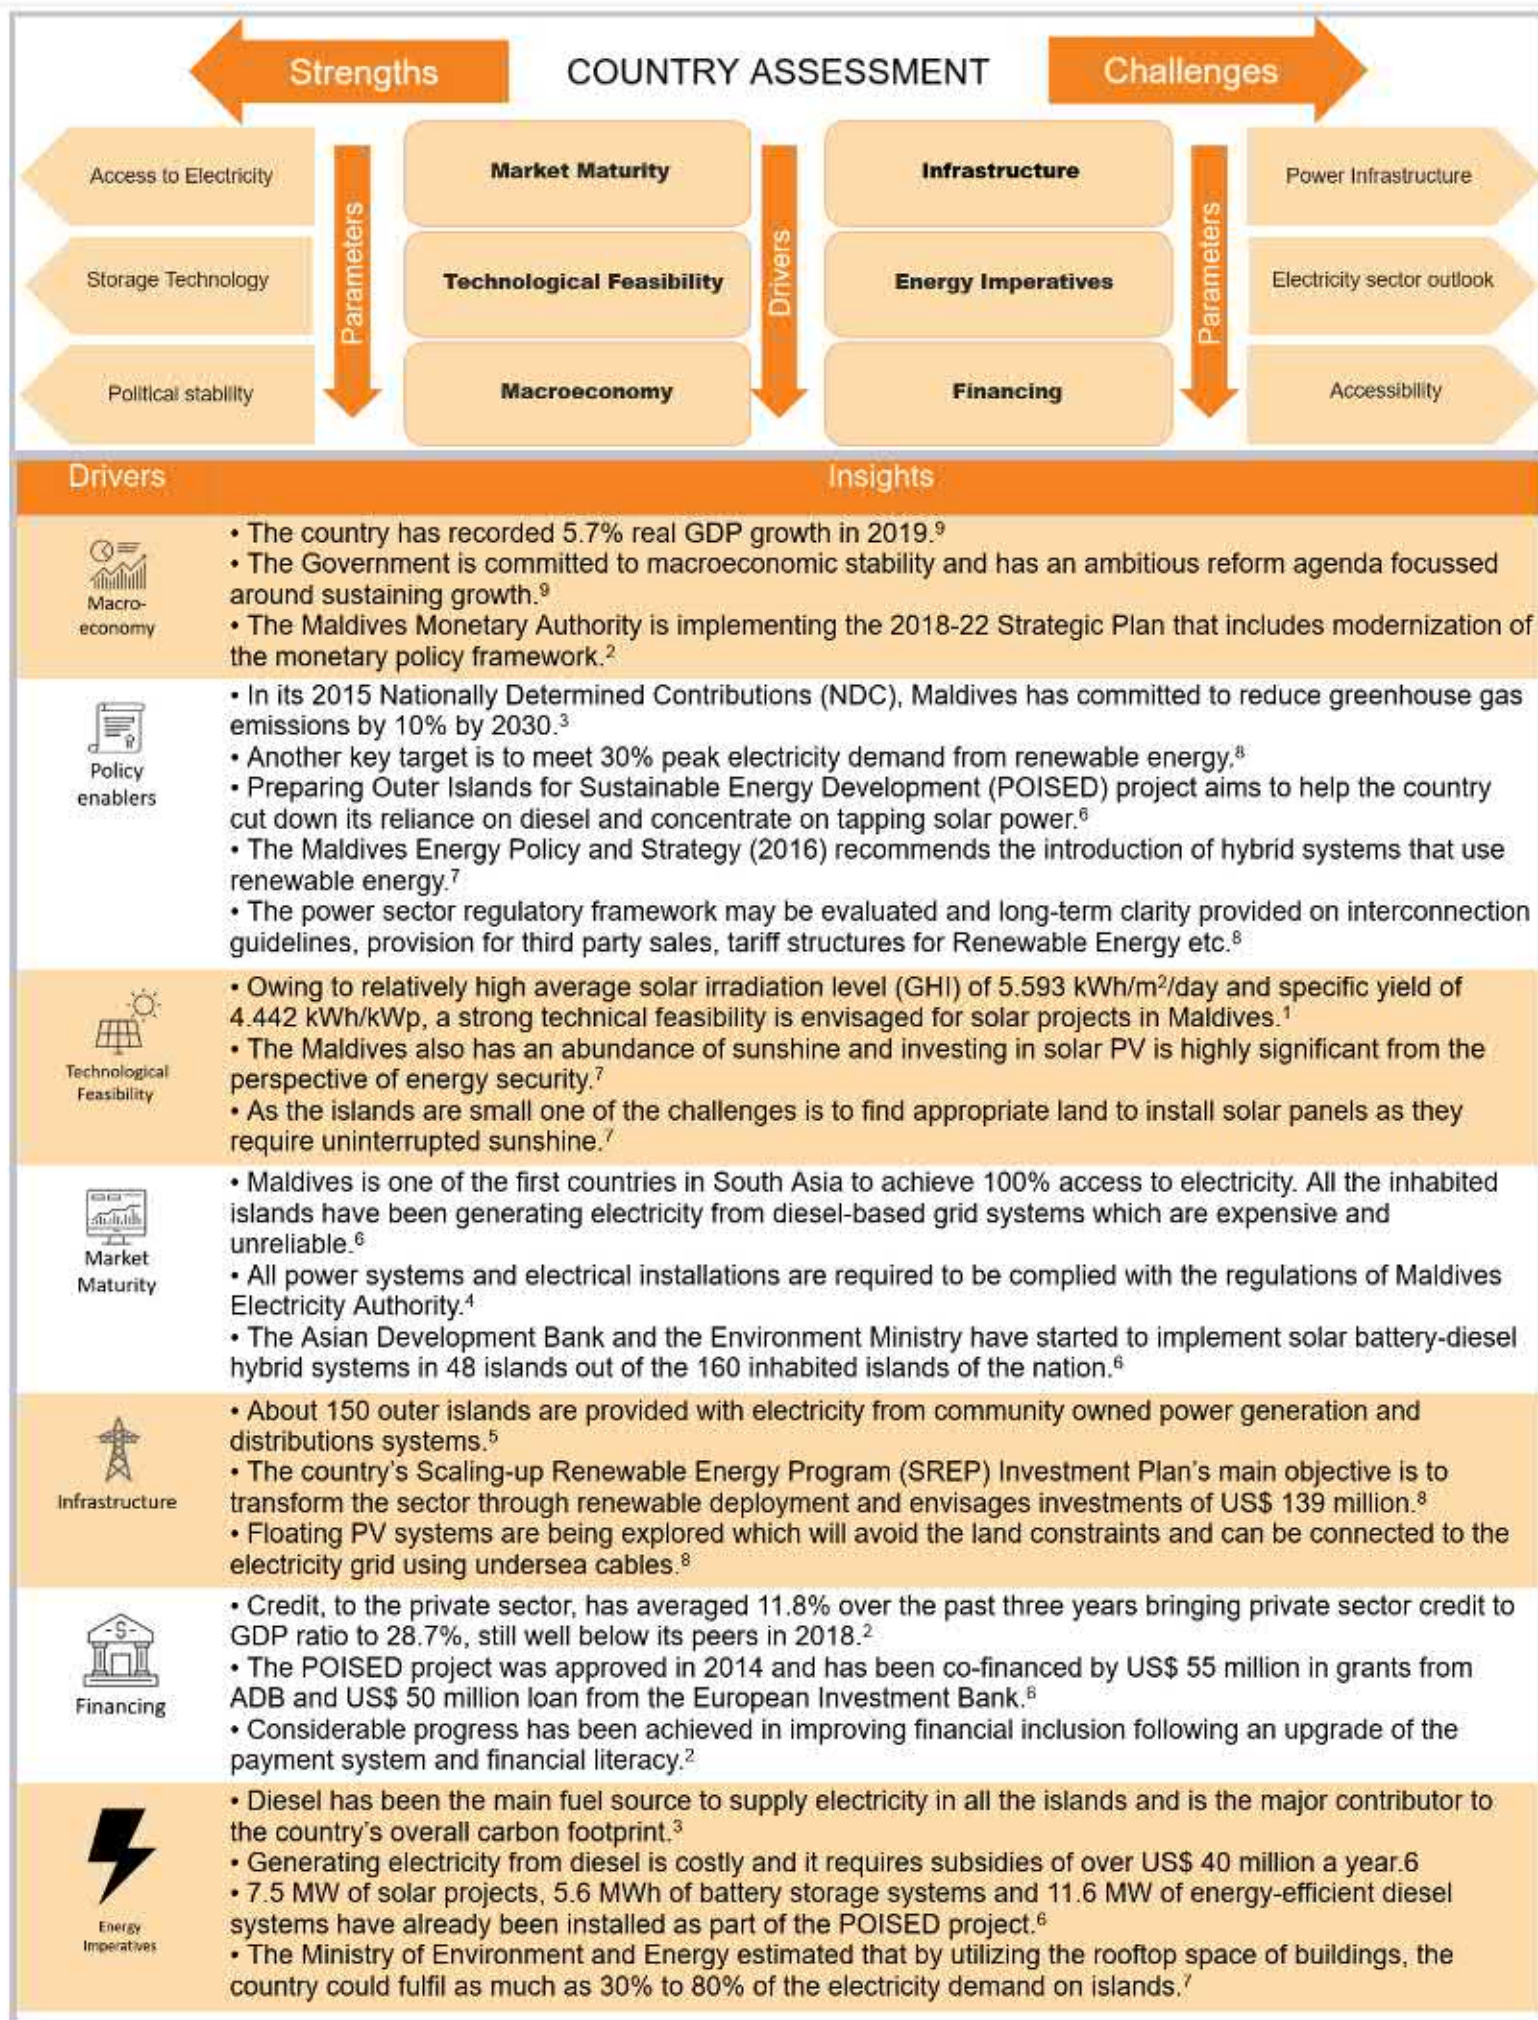 Strengths
COUNTRY ASSESSMENT
Challenges
Access to Electricity
Storage Technology
Political stability
Parameters
Market Maturity
Technological Feasibility
Macroeconomy
Drivers
Infrastructure
Energy Imperatives
Financing
Parameters
Power Infrastructure
Electricity sector outlook
Accessibility
Drivers
Insights
Macro-
economy
• The country has recorded 5.7% real GDP growth in 2019.⁹
• The Government is committed to macroeconomic stability and has an ambitious reform agenda focussed
around sustaining growth.⁹
• The Maldives Monetary Authority is implementing the 2018-22 Strategic Plan that includes modernization of
the monetary policy framework.²
Policy
enablers
• In its 2015 Nationally Determined Contributions (NDC), Maldives has committed to reduce greenhouse gas
emissions by 10% by 2030.³
• Another key target is to meet 30% peak electricity demand from renewable energy.⁸
• Preparing Outer Islands for Sustainable Energy Development (POISED) project aims to help the country
cut down its reliance on diesel and concentrate on tapping solar power.⁶
• The Maldives Energy Policy and Strategy (2016) recommends the introduction of hybrid systems that use
renewable energy.⁷
• The power sector regulatory framework may be evaluated and long-term clarity provided on interconnection
guidelines, provision for third party sales, tariff structures for Renewable Energy etc.⁸
Technological
Feasibility
• Owing to relatively high average solar irradiation level (GHI) of 5.593 kWh/m²/day and specific yield of
4.442 kWh/kWp, a strong technical feasibility is envisaged for solar projects in Maldives.¹
• The Maldives also has an abundance of sunshine and investing in solar PV is highly significant from the
perspective of energy security.⁷
• As the islands are small one of the challenges is to find appropriate land to install solar panels as they
require uninterrupted sunshine.⁷
Market
Maturity
• Maldives is one of the first countries in South Asia to achieve 100% access to electricity. All the inhabited
islands have been generating electricity from diesel-based grid systems which are expensive and
unreliable.⁶
• All power systems and electrical installations are required to be complied with the regulations of Maldives
Electricity Authority.⁴
• The Asian Development Bank and the Environment Ministry have started to implement solar battery-diesel
hybrid systems in 48 islands out of the 160 inhabited islands of the nation.⁶
Infrastructure
• About 150 outer islands are provided with electricity from community owned power generation and
distributions systems.⁵
• The country's Scaling-up Renewable Energy Program (SREP) Investment Plan's main objective is to
transform the sector through renewable deployment and envisages investments of US$ 139 million.⁸
• Floating PV systems are being explored which will avoid the land constraints and can be connected to the
electricity grid using undersea cables.⁸
-$-
Financing
• Credit, to the private sector, has averaged 11.8% over the past three years bringing private sector credit to
GDP ratio to 28.7%, still well below its peers in 2018.²
• The POISED project was approved in 2014 and has been co-financed by US$ 55 million in grants from
ADB and US$ 50 million loan from the European Investment Bank.⁶
• Considerable progress has been achieved in improving financial inclusion following an upgrade of the
payment system and financial literacy.²
Energy
Imperatives
• Diesel has been the main fuel source to supply electricity in all the islands and is the major contributor to
the country's overall carbon footprint.³
• Generating electricity from diesel is costly and it requires subsidies of over US$ 40 million a year.6
• 7.5 MW of solar projects, 5.6 MWh of battery storage systems and 11.6 MW of energy-efficient diesel
systems have already been installed as part of the POISED project.⁶
• The Ministry of Environment and Energy estimated that by utilizing the rooftop space of buildings, the
country could fulfil as much as 30% to 80% of the electricity demand on islands.⁷